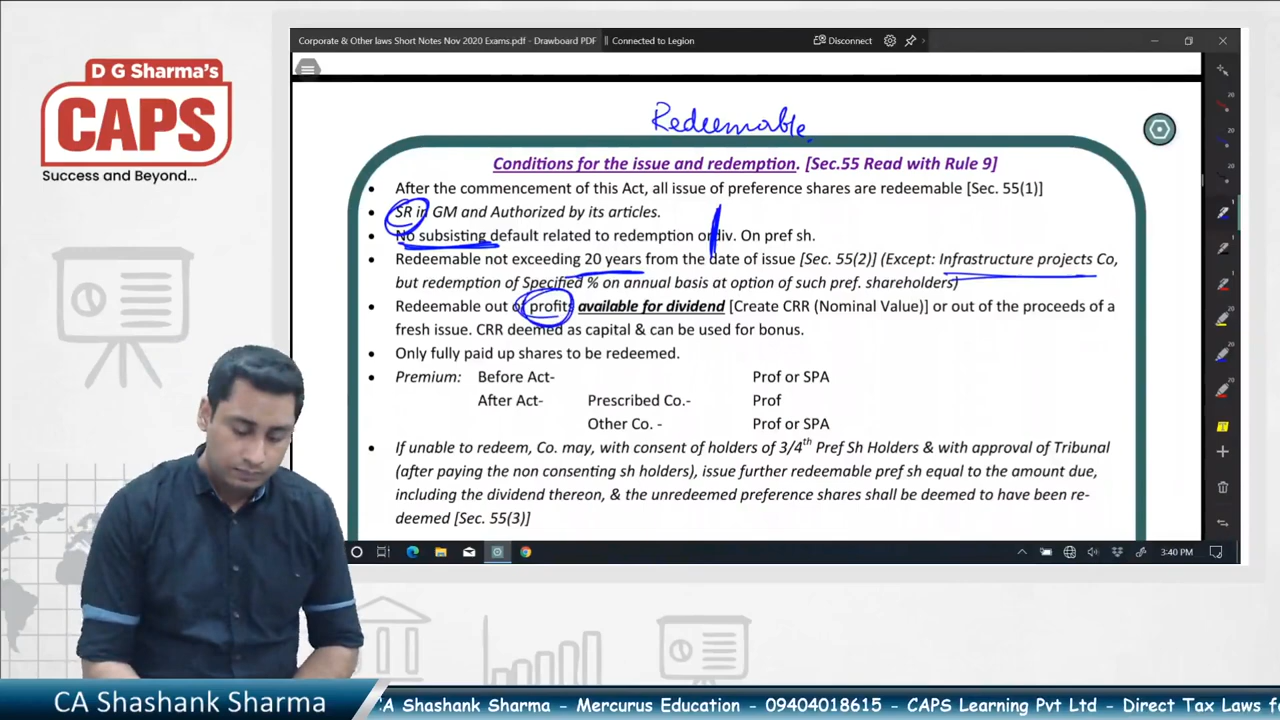 D G Sharma's
CAPS
Success and Beyond...
Corporate & Other laws Short Notes Nov 2020 Exams.pdf - Drawboard PDF || Connected to Legion Disconnect
Redeemable
Conditions for the issue and redemption. [Sec.55 Read with Rule 9]
• After the commencement of this Act, all issue of preference shares are redeemable [Sec. 55(1)]
• SR in GM and Authorized by its articles.
• No subsisting default related to redemption or div. On pref sh.
• Redeemable not exceeding 20 years from the date of issue [Sec. 55(2)] (Except: Infrastructure projects Co,
but redemption of Specified % on annual basis at option of such pref. shareholders)
• Redeemable out of profits available for dividend [Create CRR (Nominal Value)] or out of the proceeds of a
fresh issue. CRR deemed as capital & can be used for bonus.
• Only fully paid up shares to be redeemed.
• Premium: Before Act- Prof or SPA
After Act- Prescribed Co.- Prof
Other Co. - Prof or SPA
• If unable to redeem, Co. may, with consent of holders of 3/4th Pref Sh Holders & with approval of Tribunal
(after paying the non consenting sh holders), issue further redeemable pref sh equal to the amount due,
including the dividend thereon, & the unredeemed preference shares shall be deemed to have been re-
deemed [Sec. 55(3)]
3:40 PM
CA Shashank Sharma
CA Shashank Sharma - Mercurus Education - 09404018615 - CAPS Learning Pvt Ltd - Direct Tax Laws fo